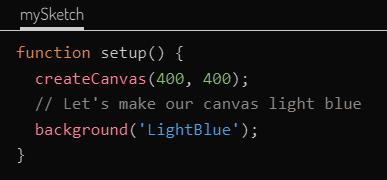 mySketch
function setup() {
  createCanvas(400, 400);
  // Let's make our canvas light blue
  background('LightBlue');
}